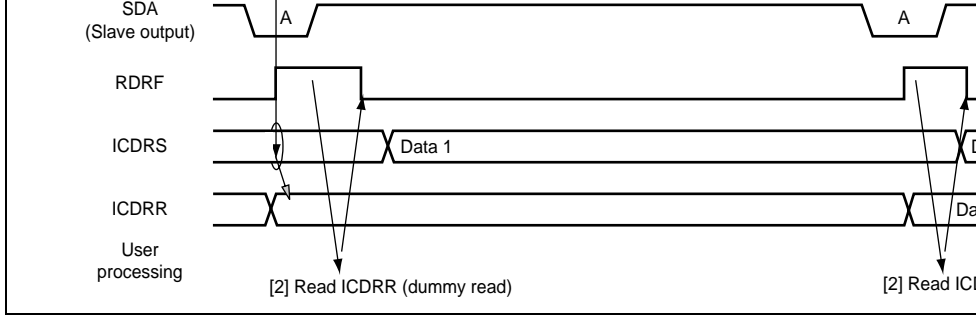 SDA
(Slave output)
A
A
RDRF
ICDRS
Data 1
ICDRR
User
processing
[2] Read ICDRR (dummy read)
[2] Read